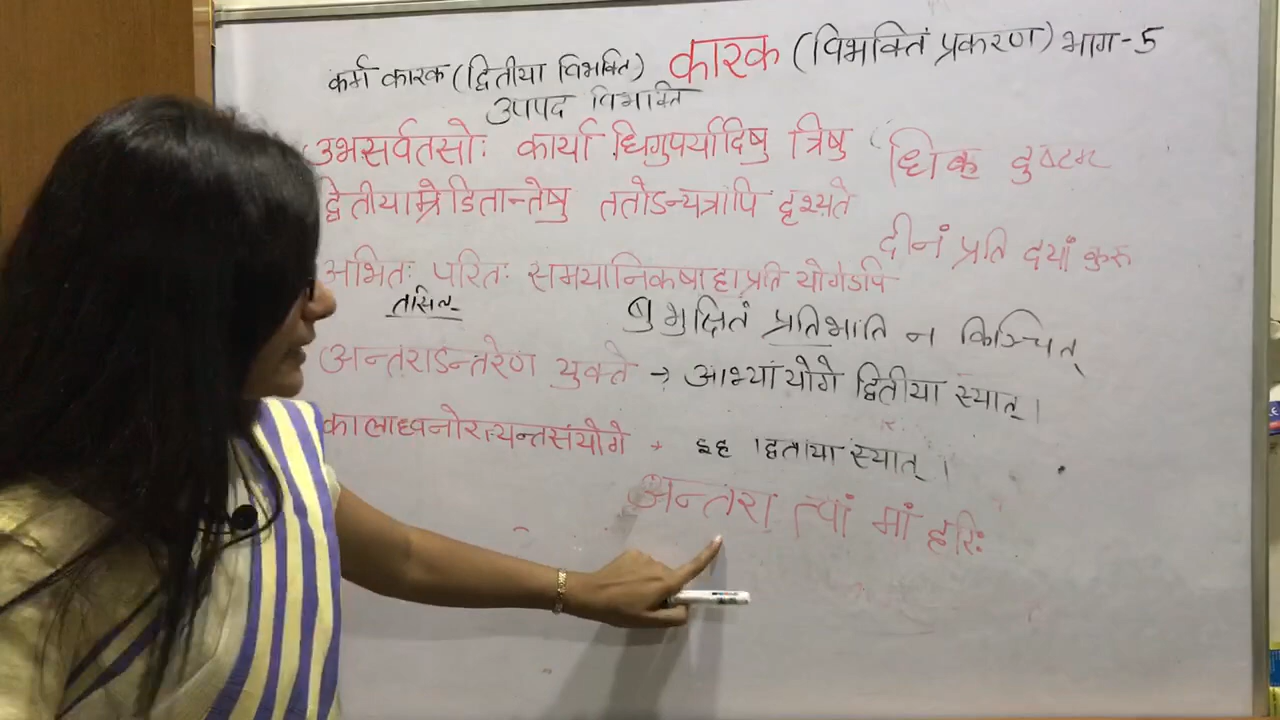 कर्म कारक (द्वितीया विभक्ति) कारक (विभक्तिं प्रकरण) भाग-5
उपपद विभक्ति
उभसर्वतसोः कार्या धिगुपर्यादिषु त्रिषु
धिक् दुष्टम
द्वितीयाम्रेडितान्तेषु ततोऽन्यत्रापि दृश्यते
दीनं प्रति दयां कुरु
अभितः परितः समयानिकषाहाप्रति योगेऽपि
तसिल्
बुभुक्षितं प्रतिभाति न किञ्चित्
अन्तराऽन्तरेण युक्ते → आभ्यां योगे द्वितीया स्यात्।
कालाध्वनोरत्यन्तसंयोगे → इह द्विताया स्यात्।
अन्तरा त्वां मां हरिः